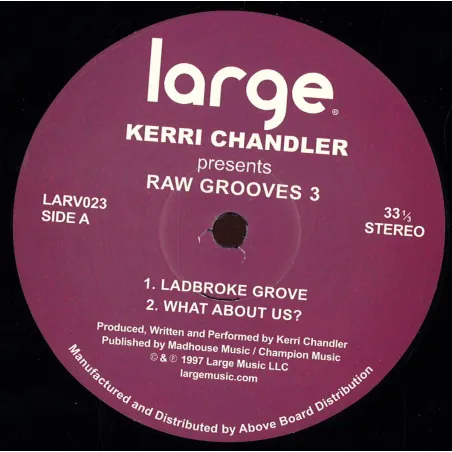 large©
KERRI CHANDLER
presents
RAW GROOVES 3
LARV023
SIDE A
33 1/3
STEREO
1. LADBROKE GROVE
2. WHAT ABOUT US?
Produced, Written and Performed by Kerri Chandler
Published by Madhouse Music / Champion Music
© & ℗ 1997 Large Music LLC
largemusic.com
Manufactured and Distributed by Above Board Distribution